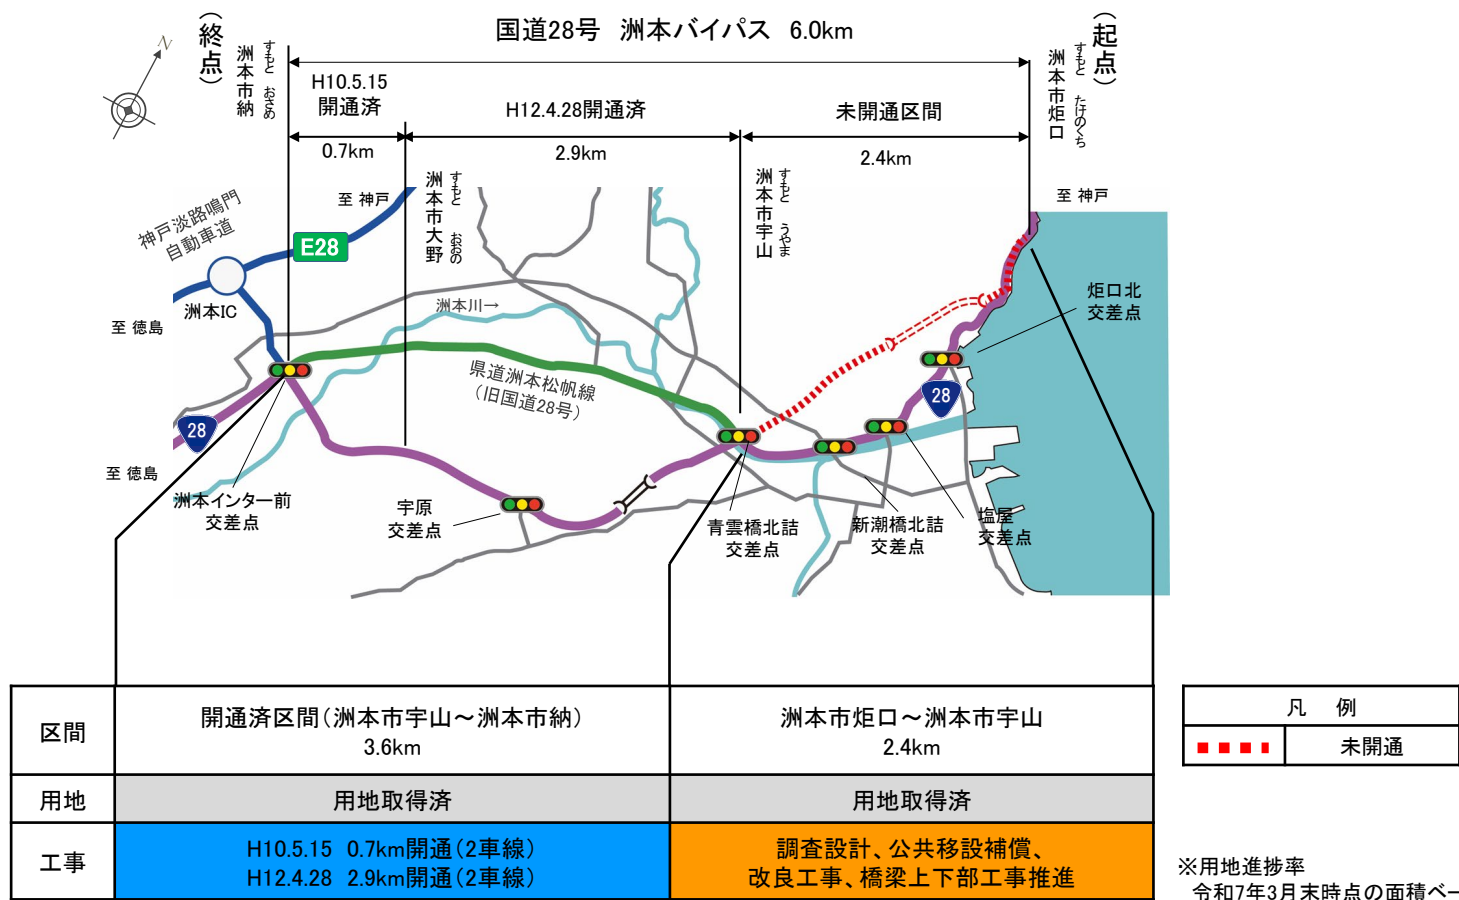 国道28号 洲本バイパス 6.0km
（終点）
洲本市納
すもと おさめ
（起点）
洲本市炬口
すもと たけのくち
N
H10.5.15
開通済
H12.4.28開通済
未開通区間
0.7km
2.9km
2.4km
洲本市大野
すもと おおの
洲本市宇山
すもと うやま
至 神戸
至 神戸
神戸淡路鳴門
自動車道
E28
洲本IC
至 徳島
洲本川→
炬口北
交差点
県道洲本松帆線
（旧国道28号）
28
28
至 徳島
洲本インター前
交差点
宇原
交差点
青雲橋北詰
交差点
新潮橋北詰
交差点
塩屋
交差点
区間
開通済区間（洲本市宇山～洲本市納）
3.6km
洲本市炬口～洲本市宇山
2.4km
用地
用地取得済
用地取得済
工事
H10.5.15 0.7km開通（2車線）
H12.4.28 2.9km開通（2車線）
調査設計、公共移設補償、
改良工事、橋梁上下部工事推進
凡 例
未開通
※用地進捗率
令和7年3月末時点の面積ベー